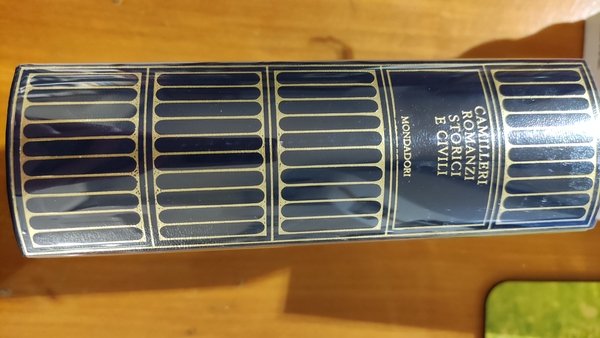 CAMILLERI
ROMANZI
STORICI
E CIVILI
MONDADORI